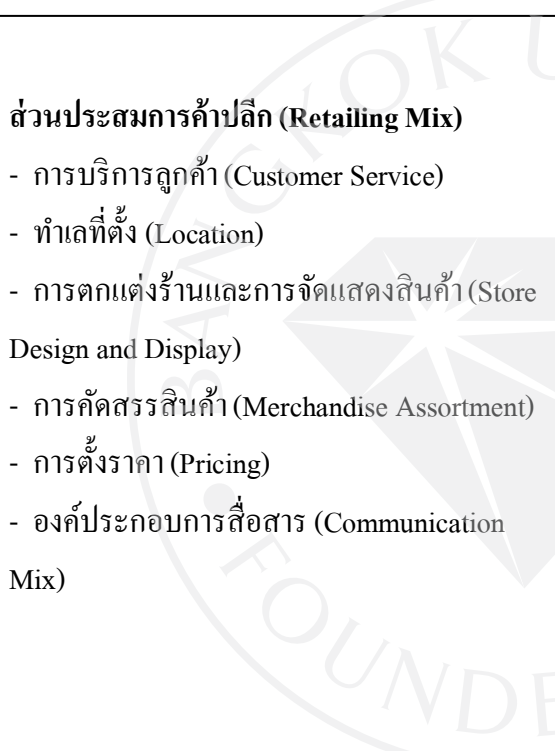 ส่วนประสมการค้าปลีก (Retailing Mix)
- การบริการลูกค้า (Customer Service)
- ทำเลที่ตั้ง (Location)
- การตกแต่งร้านและการจัดแสดงสินค้า (Store
Design and Display)
- การคัดสรรสินค้า (Merchandise Assortment)
- การตั้งราคา (Pricing)
- องค์ประกอบการสื่อสาร (Communication
Mix)
BANGKOK U
FOUNDE